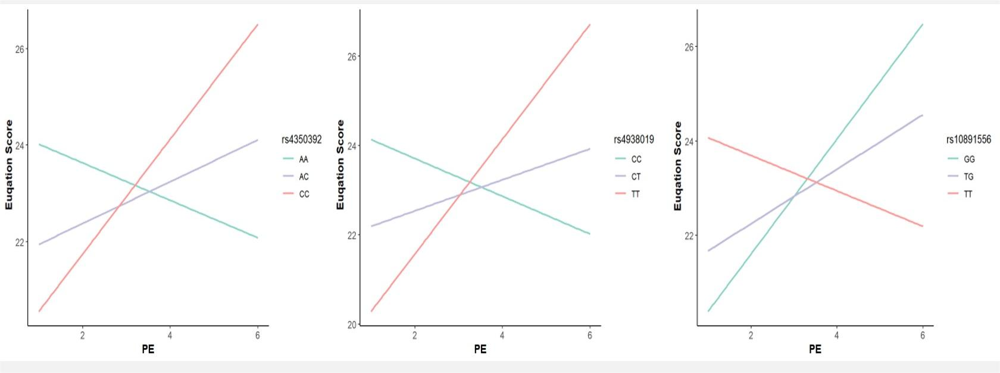 26
24
22
Euqation Score
2
4
6
PE
rs4350392
AA
AC
CC
26
24
22
20
Euqation Score
2
4
6
PE
rs4938019
CC
CT
TT
26
24
22
Euqation Score
2
4
6
PE
rs10891556
GG
TG
TT